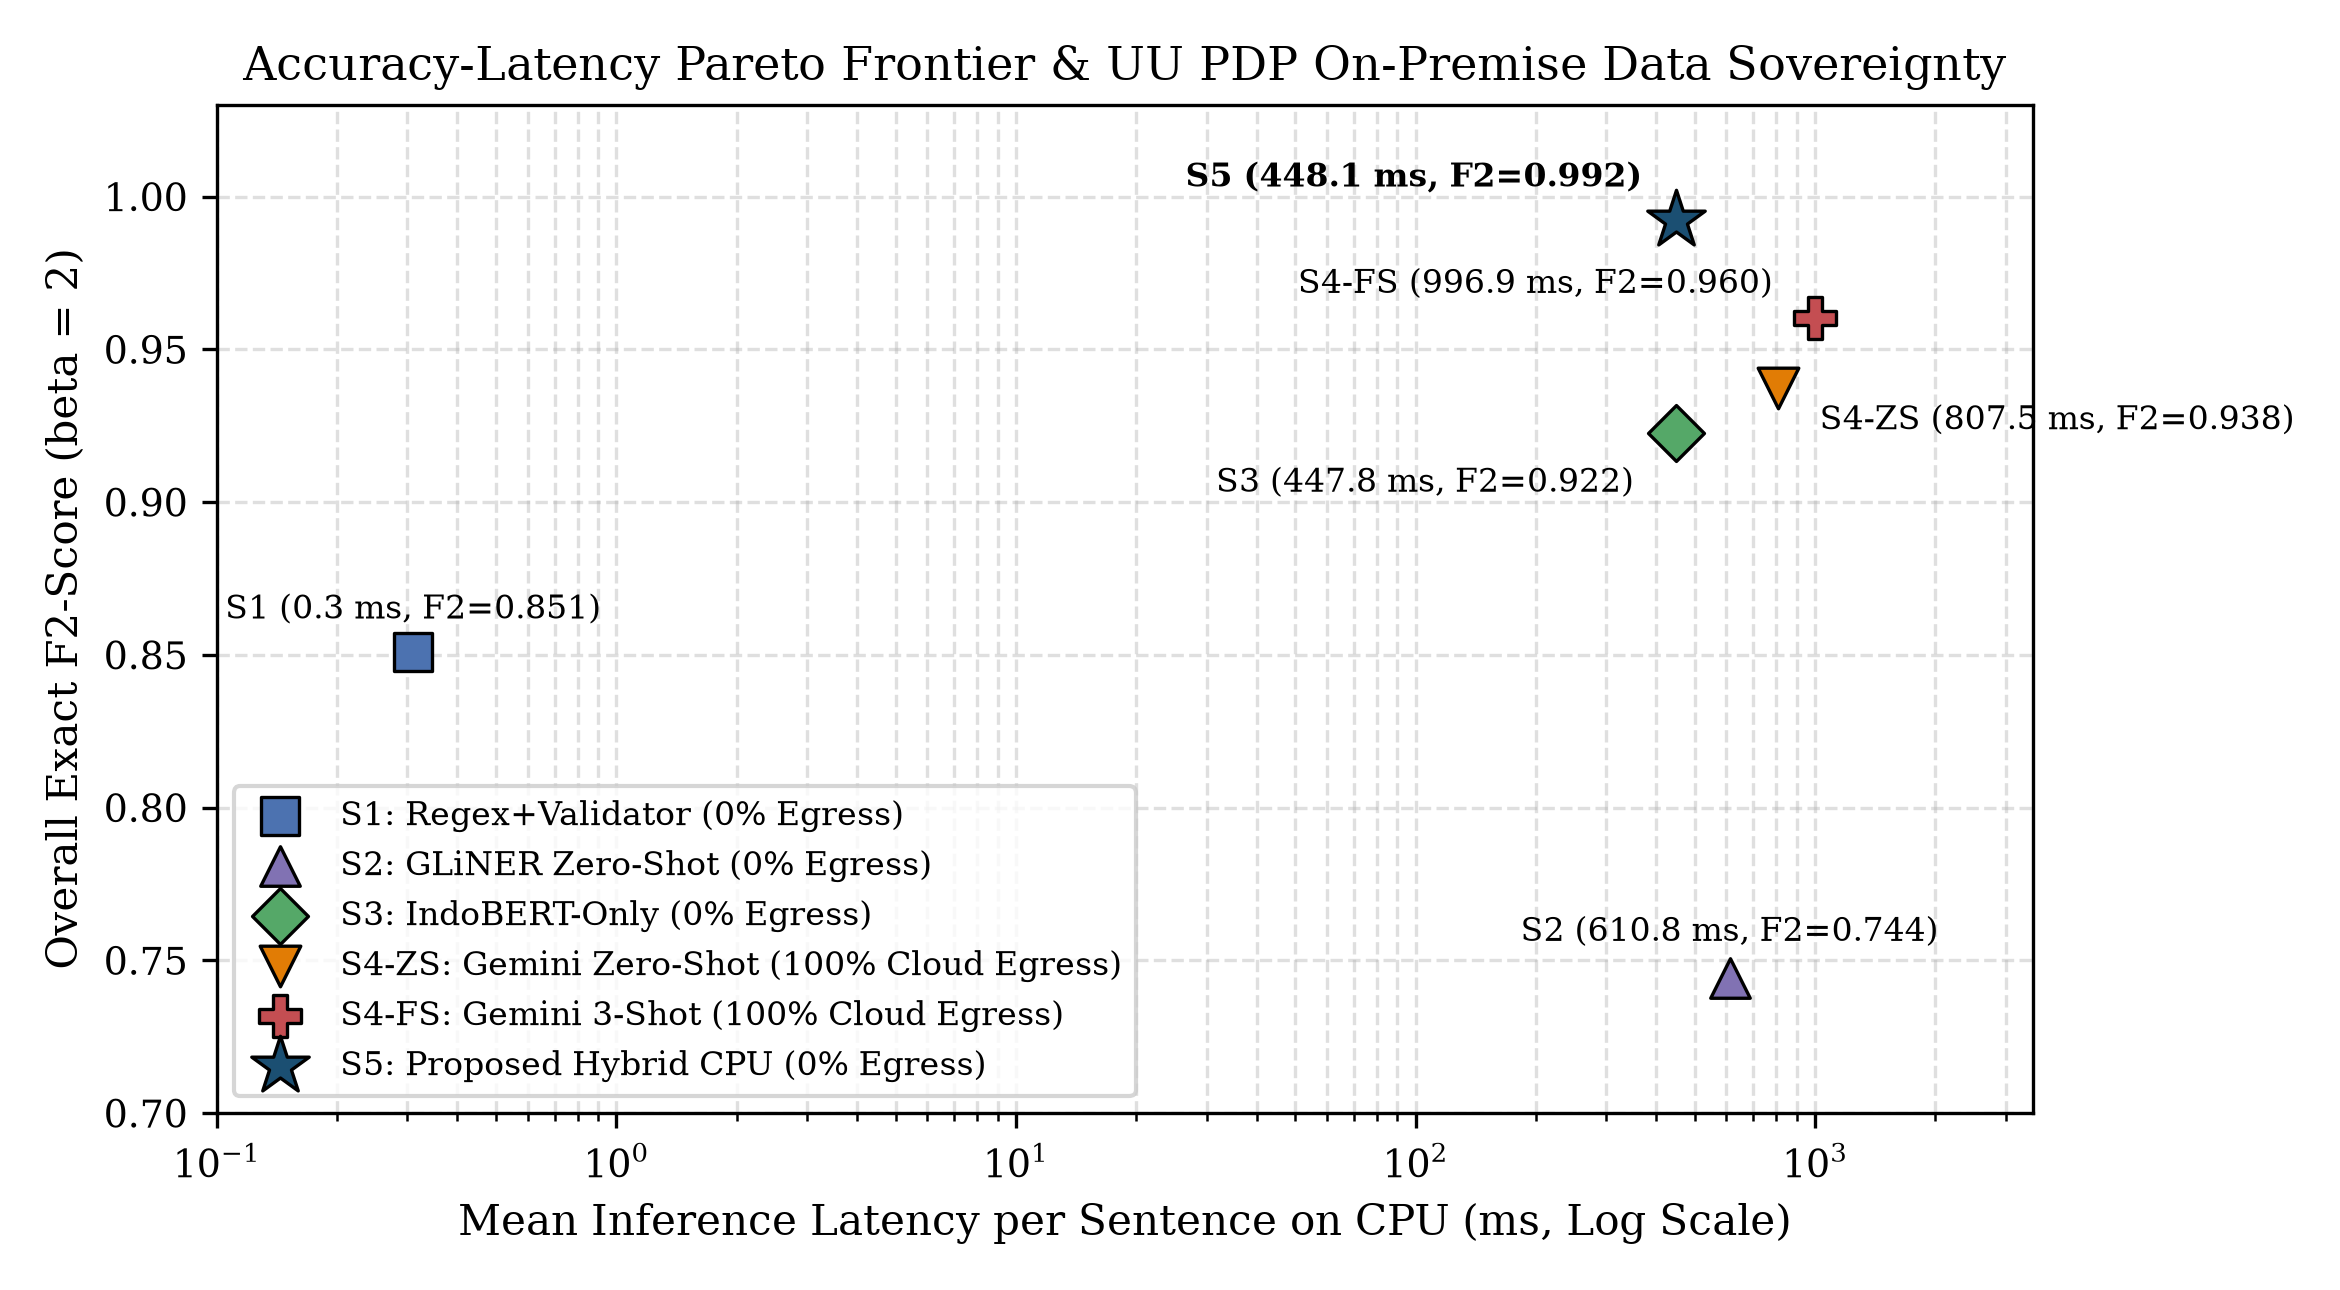 Accuracy-Latency Pareto Frontier & UU PDP On-Premise Data Sovereignty
Overall Exact F2-Score (beta = 2)
1.00
0.95
0.90
0.85
0.80
0.75
0.70
S5 (448.1 ms, F2=0.992)
S4-FS (996.9 ms, F2=0.960)
S4-ZS (807.5 ms, F2=0.938)
S3 (447.8 ms, F2=0.922)
S1 (0.3 ms, F2=0.851)
S2 (610.8 ms, F2=0.744)
S1: Regex+Validator (0% Egress)
S2: GLiNER Zero-Shot (0% Egress)
S3: IndoBERT-Only (0% Egress)
S4-ZS: Gemini Zero-Shot (100% Cloud Egress)
S4-FS: Gemini 3-Shot (100% Cloud Egress)
S5: Proposed Hybrid CPU (0% Egress)
10⁻¹ 10⁰ 10¹ 10² 10³
Mean Inference Latency per Sentence on CPU (ms, Log Scale)